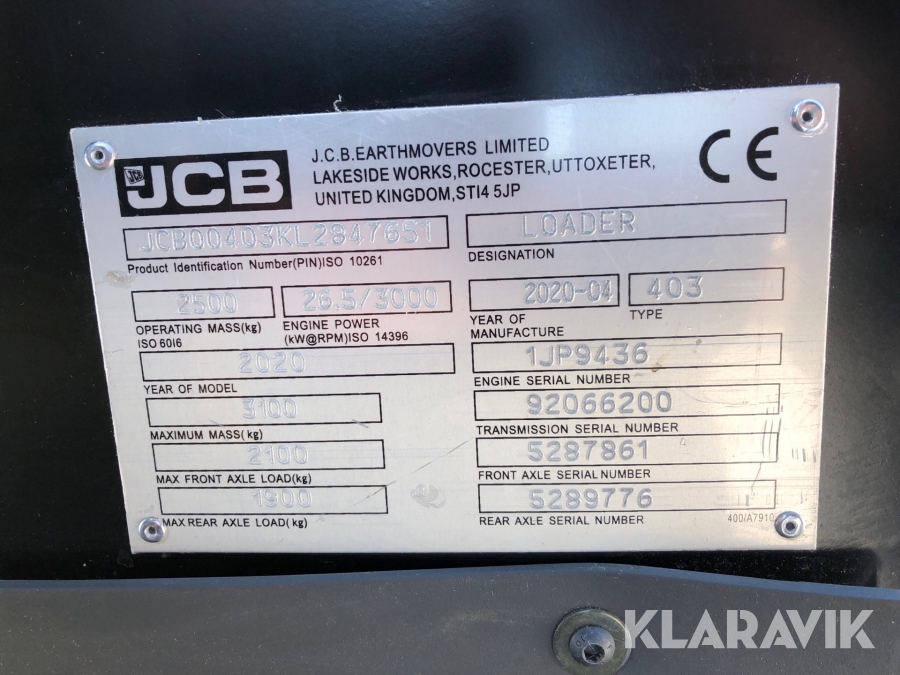 JCB
J.C.B.EARTHMOVERS LIMITED
LAKESIDE WORKS,ROCESTER,UTTOXETER,
UNITED KINGDOM,ST14 5JP
CE
JCB00403KL2847651
Product Identification Number(PIN)ISO 10261
LOADER
DESIGNATION
2500
OPERATING MASS(kg)
ISO 6016
26.5/3000
ENGINE POWER
(kW@RPM)ISO 14396
2020-04
YEAR OF
MANUFACTURE
403
TYPE
2020
YEAR OF MODEL
1JP9436
ENGINE SERIAL NUMBER
3100
MAXIMUM MASS(kg)
92066200
TRANSMISSION SERIAL NUMBER
2100
MAX FRONT AXLE LOAD(kg)
5287861
FRONT AXLE SERIAL NUMBER
1900
MAX REAR AXLE LOAD(kg)
5289776
REAR AXLE SERIAL NUMBER
400/A7910
KLARAVIK